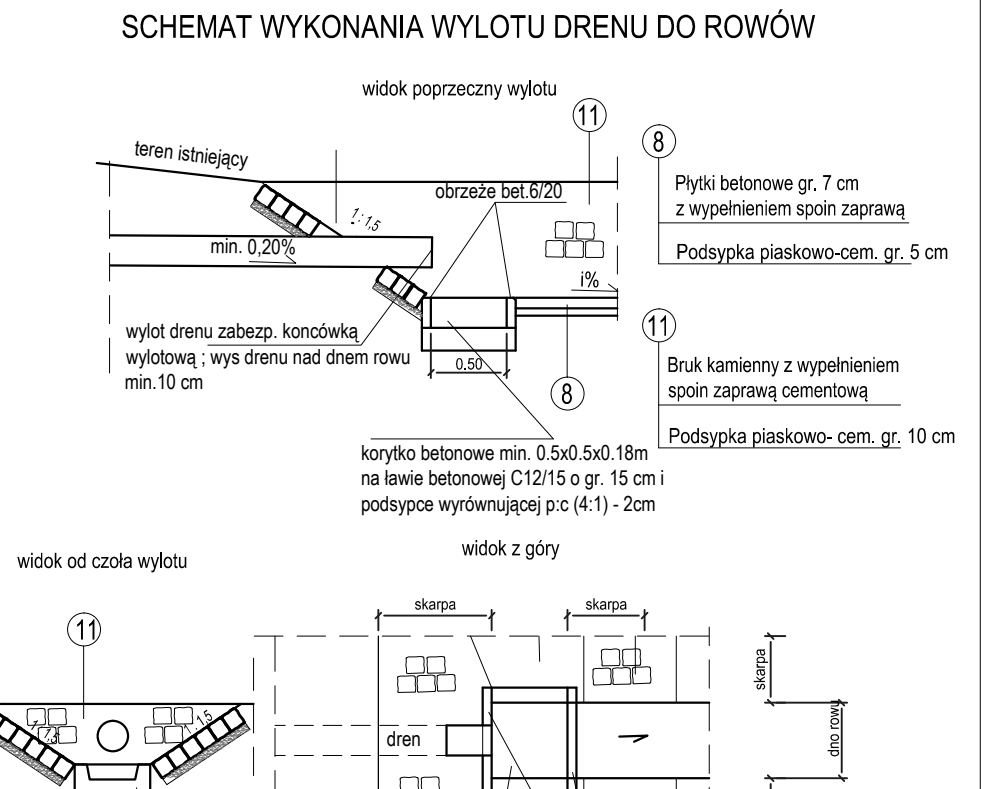 SCHEMAT WYKONANIA WYLOTU DRENU DO ROWÓW
widok poprzeczny wylotu
11
8
teren istniejący
obrzeże bet.6/20
1:1,5
min. 0,20%
i%
Płytki betonowe gr. 7 cm
z wypełnieniem spoin zaprawą
Podsypka piaskowo-cem. gr. 5 cm
wylot drenu zabezp. koncówką
wylotową ; wys drenu nad dnem rowu
min.10 cm
0.50
8
11
Bruk kamienny z wypełnieniem
spoin zaprawą cementową
Podsypka piaskowo- cem. gr. 10 cm
korytko betonowe min. 0.5x0.5x0.18m
na ławie betonowej C12/15 o gr. 15 cm i
podsypce wyrównującej p:c (4:1) - 2cm
widok od czoła wylotu
widok z góry
11
skarpa
skarpa
skarpa
dren
dno rowu